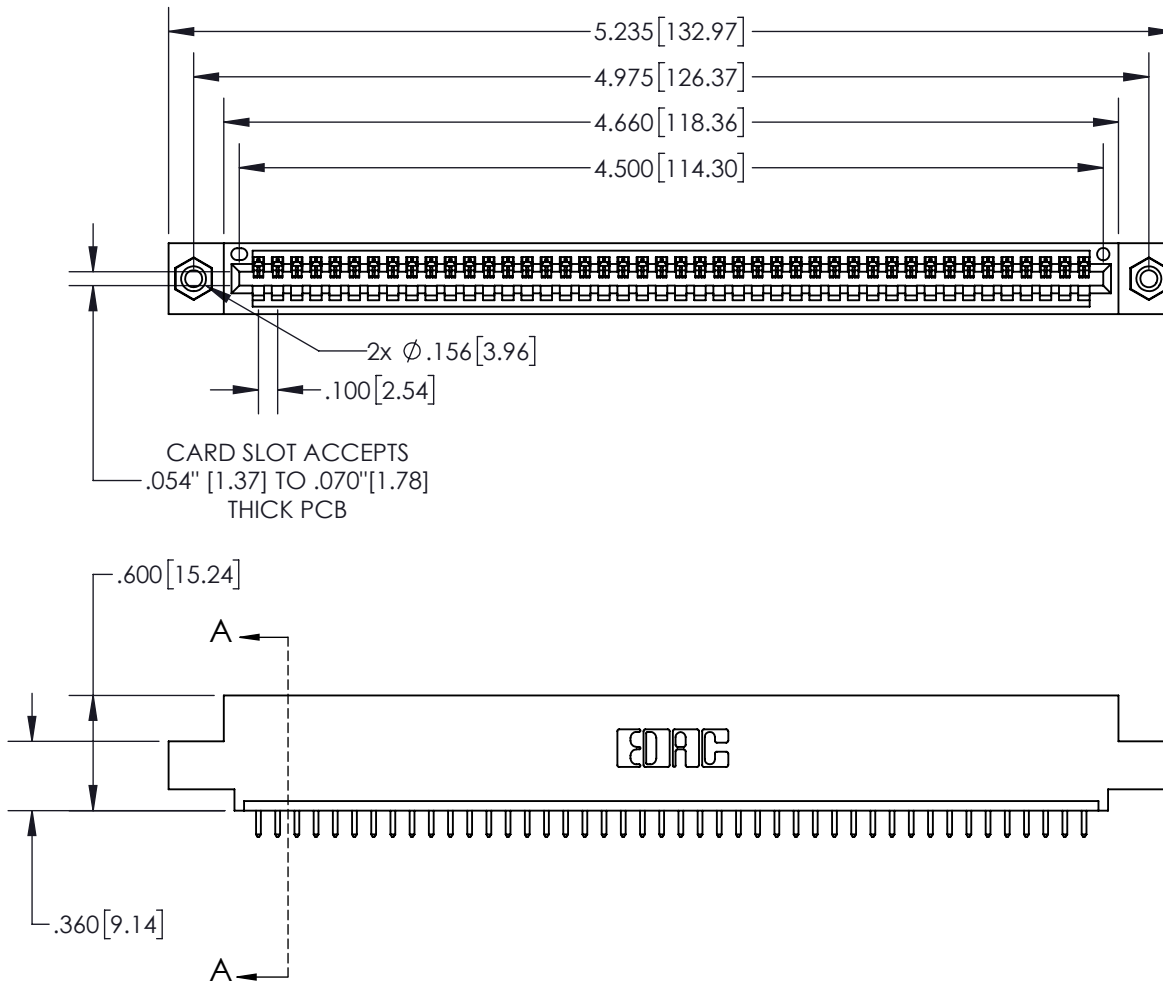 5.235[132.97]
4.975[126.37]
4.660[118.36]
4.500[114.30]
2x Ø.156[3.96]
.100[2.54]
CARD SLOT ACCEPTS
.054" [1.37] TO .070"[1.78]
THICK PCB
.600[15.24]
A
EDAC
.360[9.14]
A